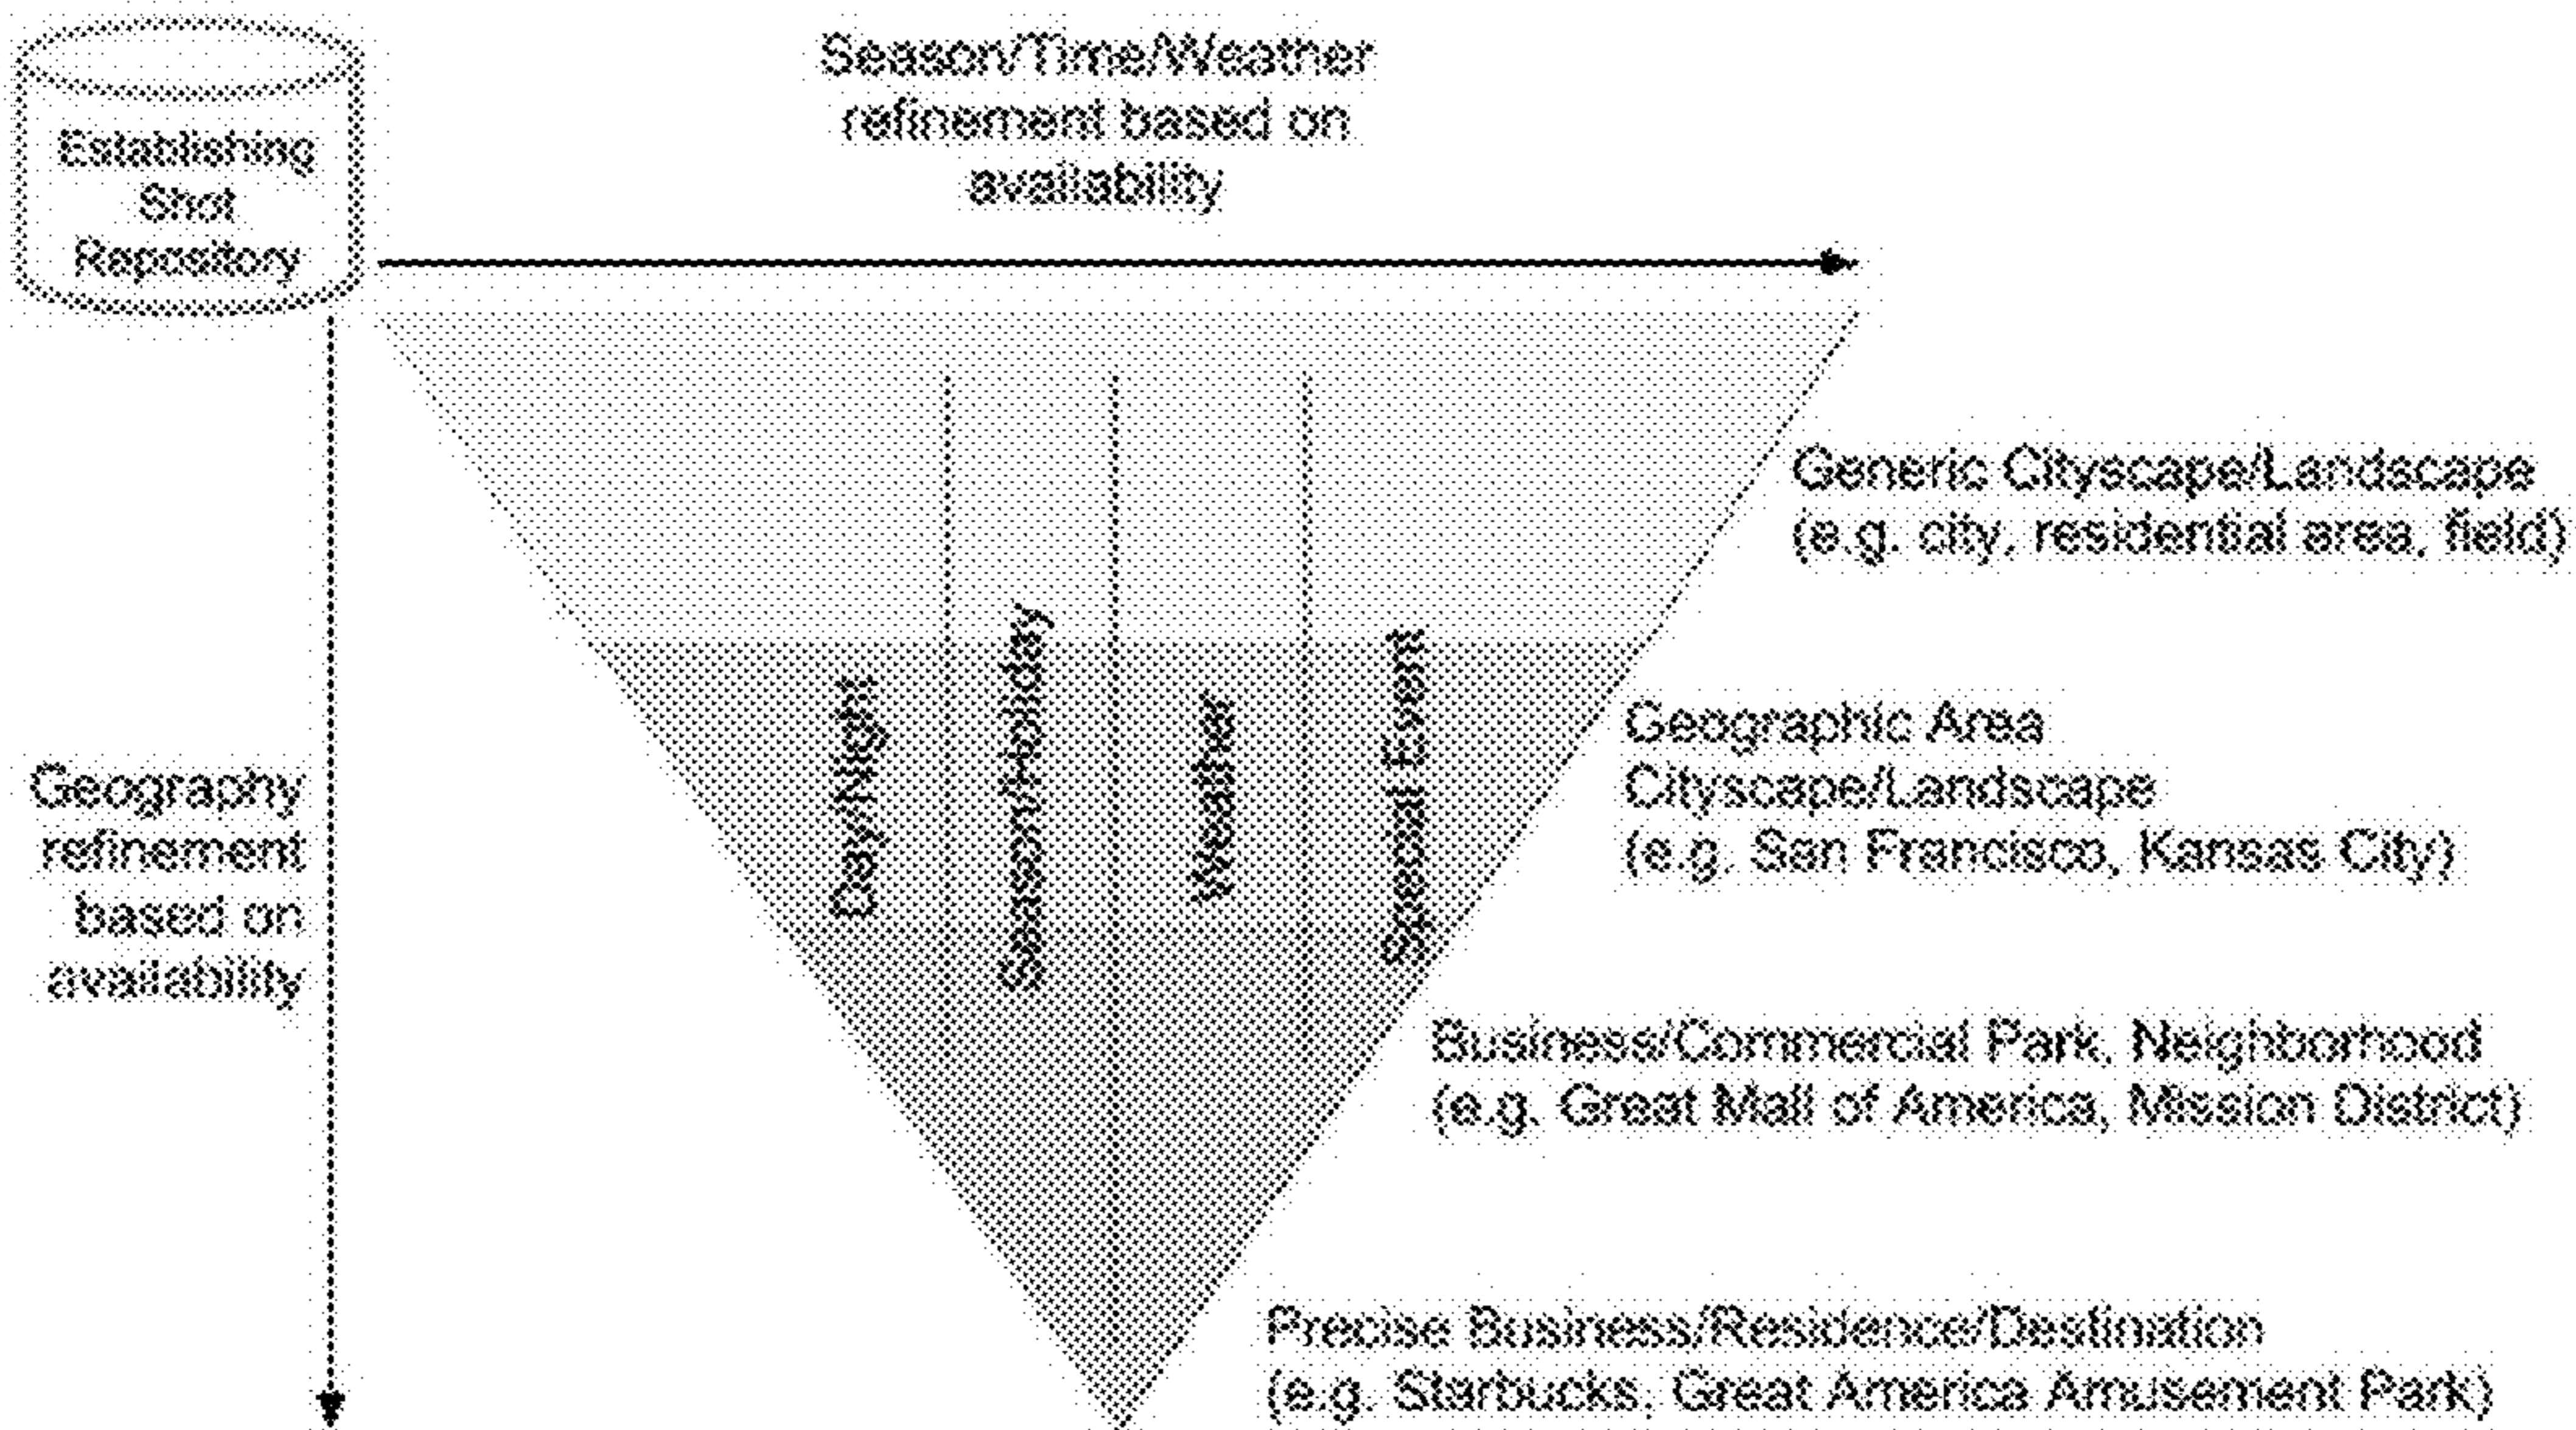 Establishing
Shot
Repository
Season/Time/Weather
refinement based on
availability
Generic Cityscape/Landscape
(e.g. city, residential area, field)
Day/Night
Season/Holiday
Weather
Special Event
Geographic Area
Cityscape/Landscape
(e.g. San Francisco, Kansas City)
Geography
refinement
based on
availability
Business/Commercial Park, Neighborhood
(e.g. Great Mall of America, Mission District)
Precise Business/Residence/Destination
(e.g. Starbucks, Great America Amusement Park)